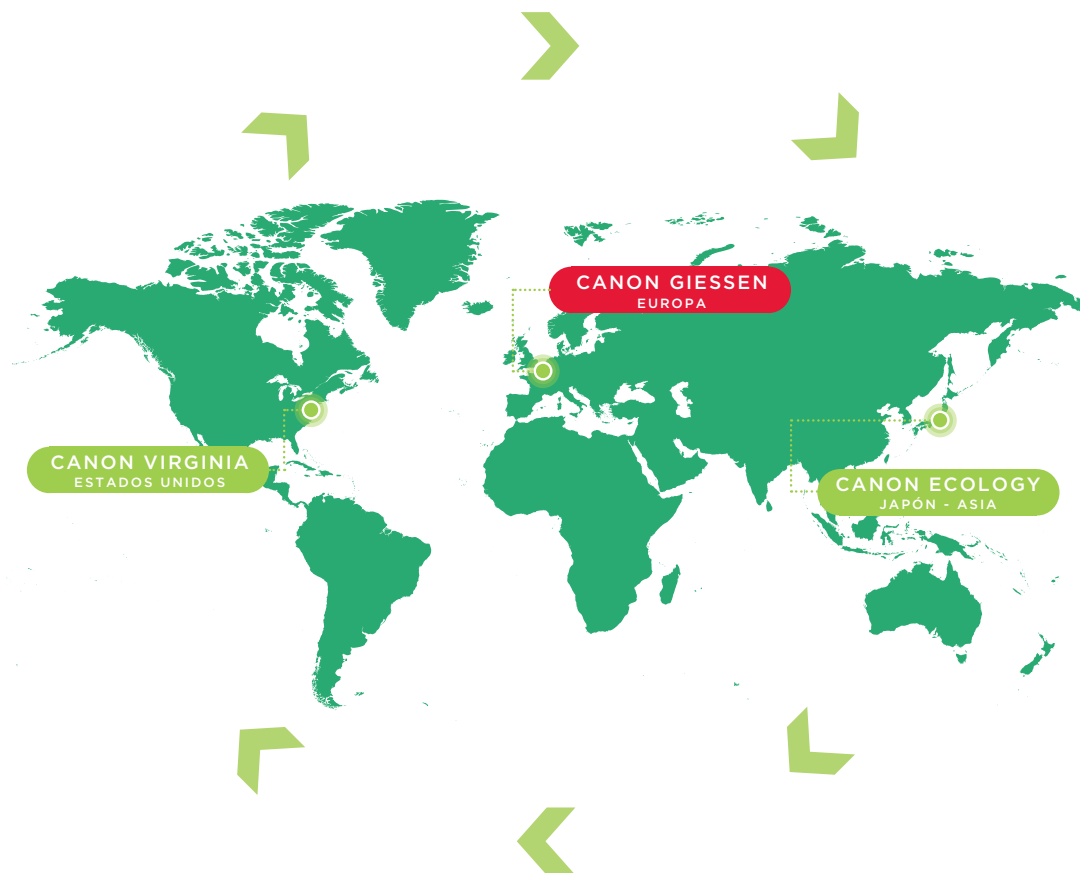 CANON GIESSEN
EUROPA
CANON VIRGINIA
ESTADOS UNIDOS
CANON ECOLOGY
JAPÓN - ASIA